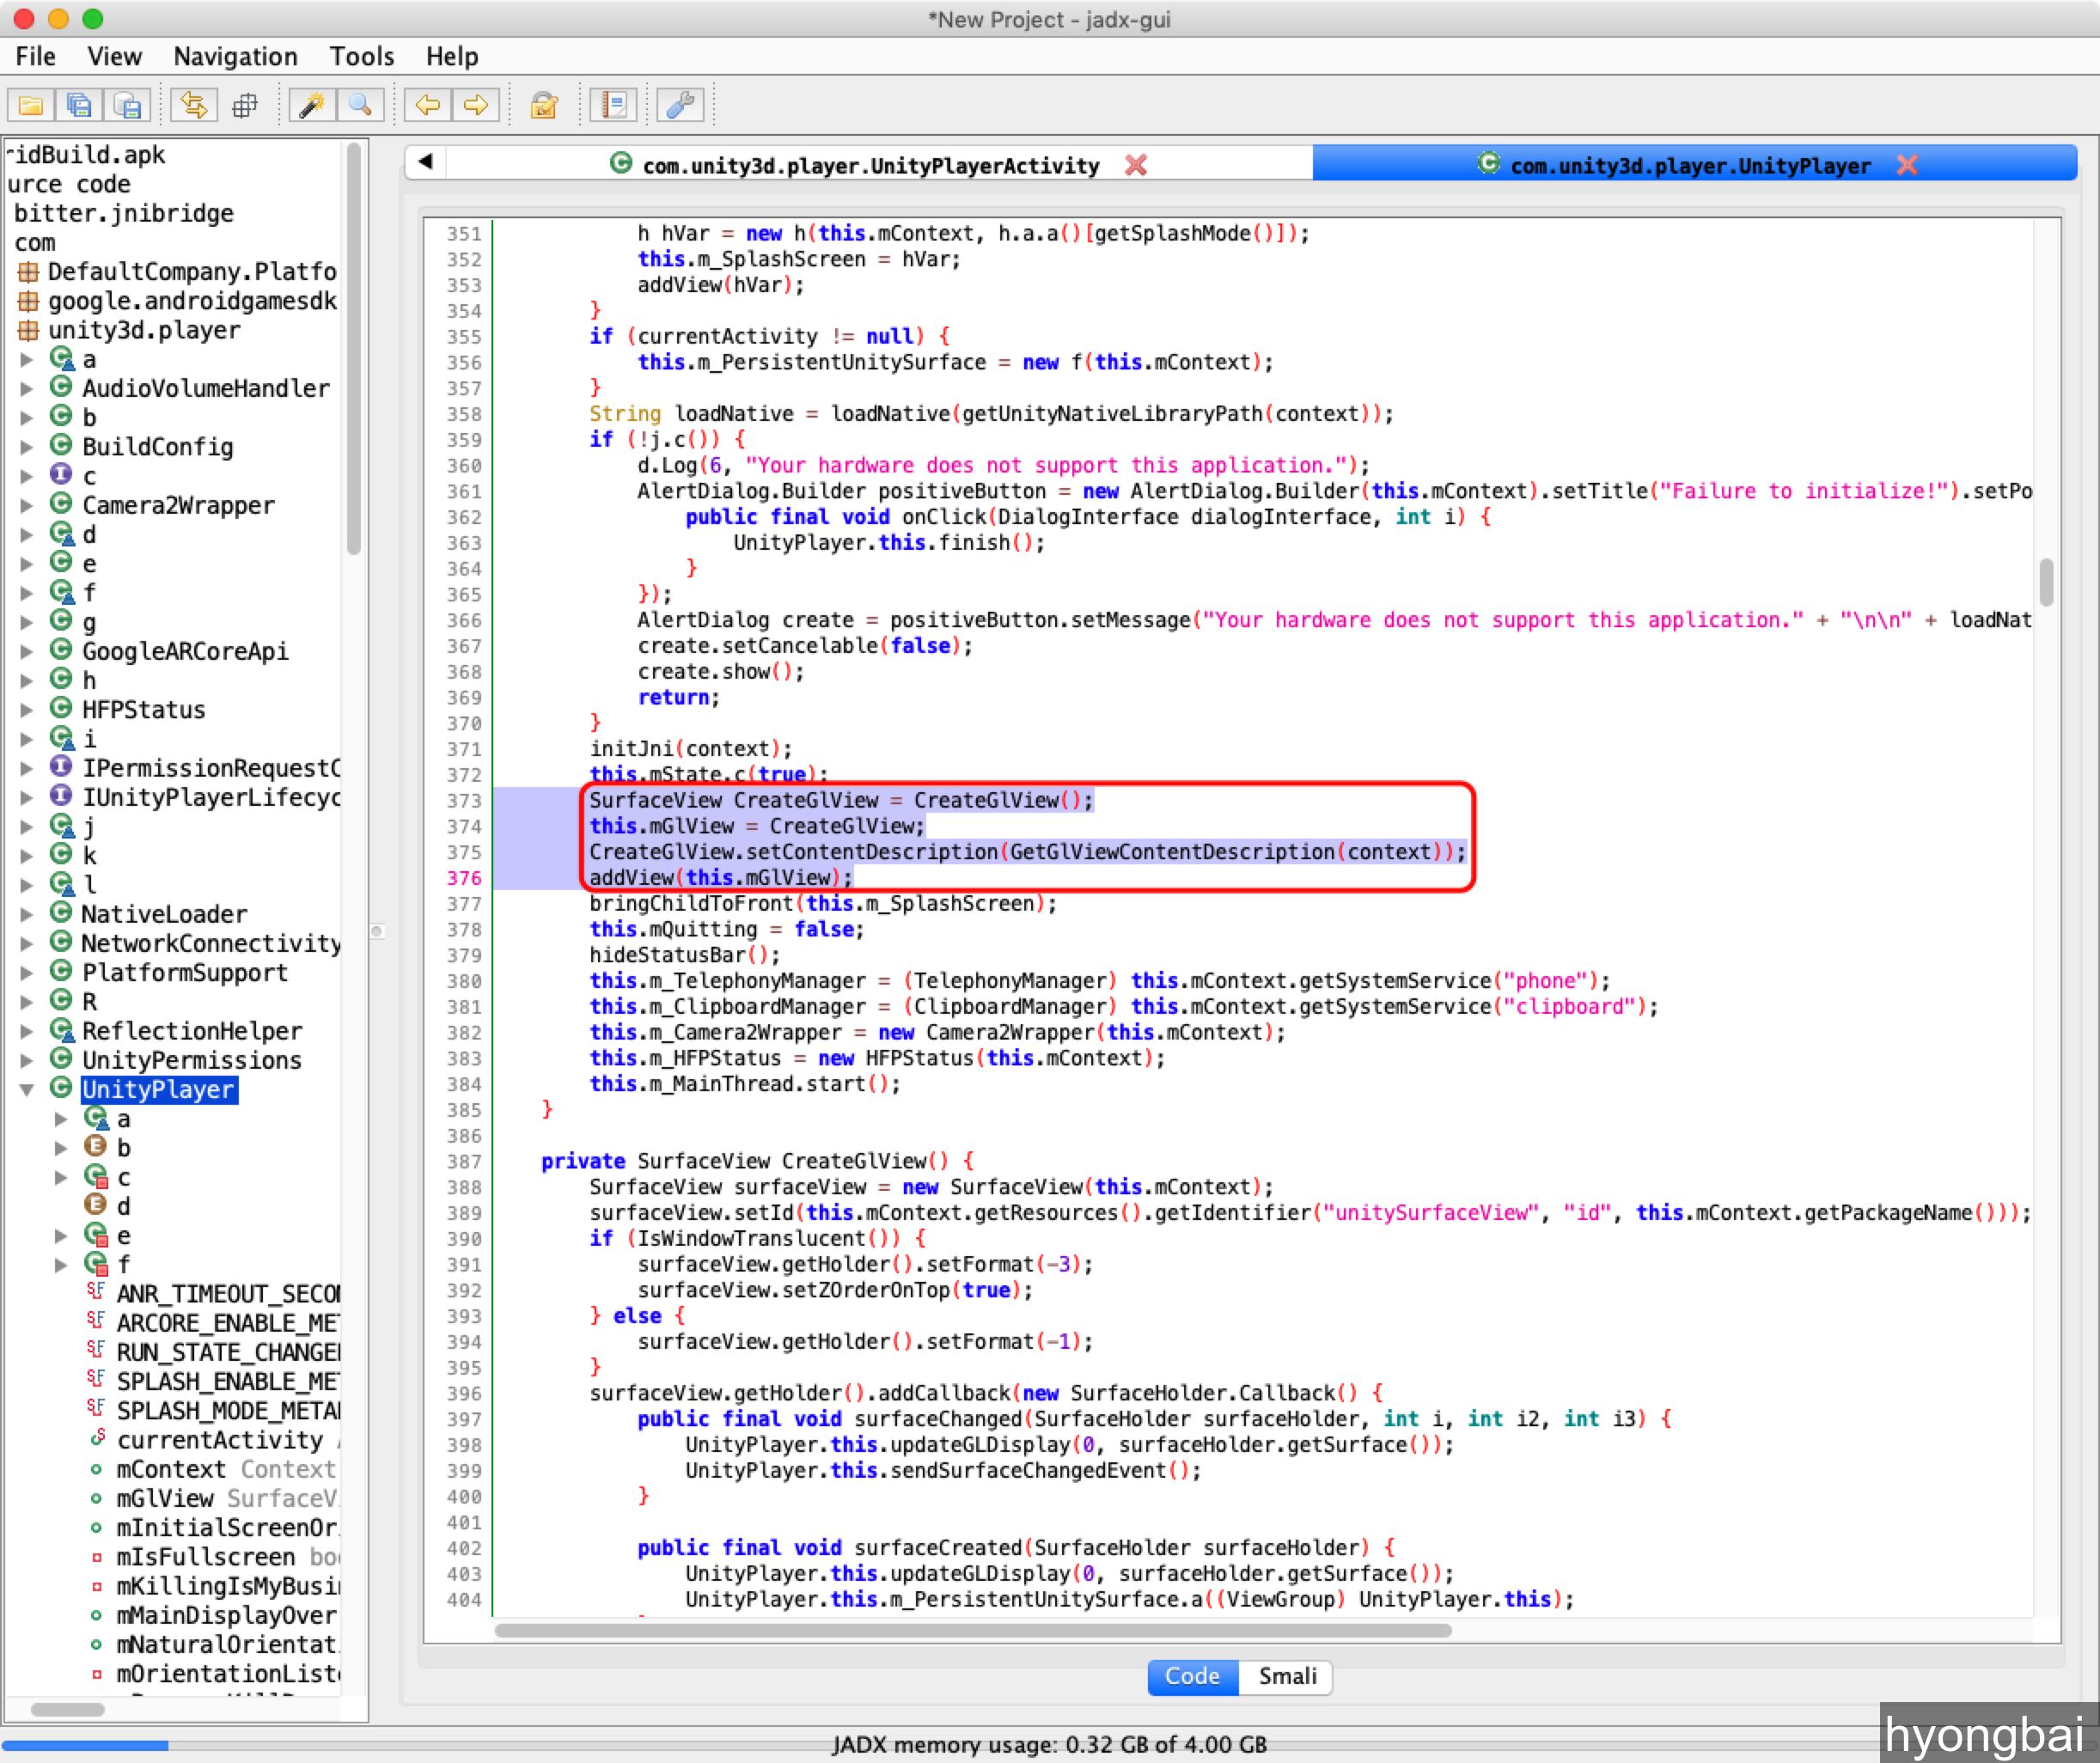 *New Project - jadx-gui
File View Navigation Tools Help
ridBuild.apk
urce code
bitter.jnibridge
com
DefaultCompany.Platfo
google.androidgamesdk
unity3d.player
a
AudioVolumeHandler
b
BuildConfig
c
Camera2Wrapper
d
e
f
g
GoogleARCoreApi
h
HFPStatus
i
IPermissionRequestC
IUnityPlayerLifecyc
j
k
l
NativeLoader
NetworkConnectivity
PlatformSupport
R
ReflectionHelper
UnityPermissions
UnityPlayer
a
b
c
d
e
f
ANR_TIMEOUT_SECON
ARCORE_ENABLE_MET
RUN_STATE_CHANGE
SPLASH_ENABLE_MET
SPLASH_MODE_META
currentActivity
mContext Context
mGlView SurfaceV
mInitialScreenOr
mIsFullscreen boo
mKillingIsMyBusi
mMainDisplayOver
mNaturalOrientat
mOrientationListe
com.unity3d.player.UnityPlayerActivity com.unity3d.player.UnityPlayer
351 h hVar = new h(this.mContext, h.a.a()[getSplashMode()]);
352 this.m_SplashScreen = hVar;
353 addView(hVar);
354 }
355 if (currentActivity != null) {
356 this.m_PersistentUnitySurface = new f(this.mContext);
357 }
358 String loadNative = loadNative(getUnityNativeLibraryPath(context));
359 if (!j.c()) {
360 d.Log(6, "Your hardware does not support this application.");
361 AlertDialog.Builder positiveButton = new AlertDialog.Builder(this.mContext).setTitle("Failure to initialize!").setPo
362 public final void onClick(DialogInterface dialogInterface, int i) {
363 UnityPlayer.this.finish();
364 }
365 });
366 AlertDialog create = positiveButton.setMessage("Your hardware does not support this application." + "\n\n" + loadNat
367 create.setCancelable(false);
368 create.show();
369 return;
370 }
371 initJni(context);
372 this.mState.c(true);
373 SurfaceView CreateGlView = CreateGlView();
374 this.mGlView = CreateGlView;
375 CreateGlView.setContentDescription(GetGlViewContentDescription(context));
376 addView(this.mGlView);
377 bringChildToFront(this.m_SplashScreen);
378 this.mQuitting = false;
379 hideStatusBar();
380 this.m_TelephonyManager = (TelephonyManager) this.mContext.getSystemService("phone");
381 this.m_ClipboardManager = (ClipboardManager) this.mContext.getSystemService("clipboard");
382 this.m_Camera2Wrapper = new Camera2Wrapper(this.mContext);
383 this.m_HFPStatus = new HFPStatus(this.mContext);
384 this.m_MainThread.start();
385 }
386
387 private SurfaceView CreateGlView() {
388 SurfaceView surfaceView = new SurfaceView(this.mContext);
389 surfaceView.setId(this.mContext.getResources().getIdentifier("unitySurfaceView", "id", this.mContext.getPackageName()));
390 if (IsWindowTranslucent()) {
391 surfaceView.getHolder().setFormat(-3);
392 surfaceView.setZOrderOnTop(true);
393 } else {
394 surfaceView.getHolder().setFormat(-1);
395 }
396 surfaceView.getHolder().addCallback(new SurfaceHolder.Callback() {
397 public final void surfaceChanged(SurfaceHolder surfaceHolder, int i, int i2, int i3) {
398 UnityPlayer.this.updateGLDisplay(0, surfaceHolder.getSurface());
399 UnityPlayer.this.sendSurfaceChangedEvent();
400 }
401
402 public final void surfaceCreated(SurfaceHolder surfaceHolder) {
403 UnityPlayer.this.updateGLDisplay(0, surfaceHolder.getSurface());
404 UnityPlayer.this.m_PersistentUnitySurface.a((ViewGroup) UnityPlayer.this);
Code Smali
JADX memory usage: 0.32 GB of 4.00 GB
hyongbai